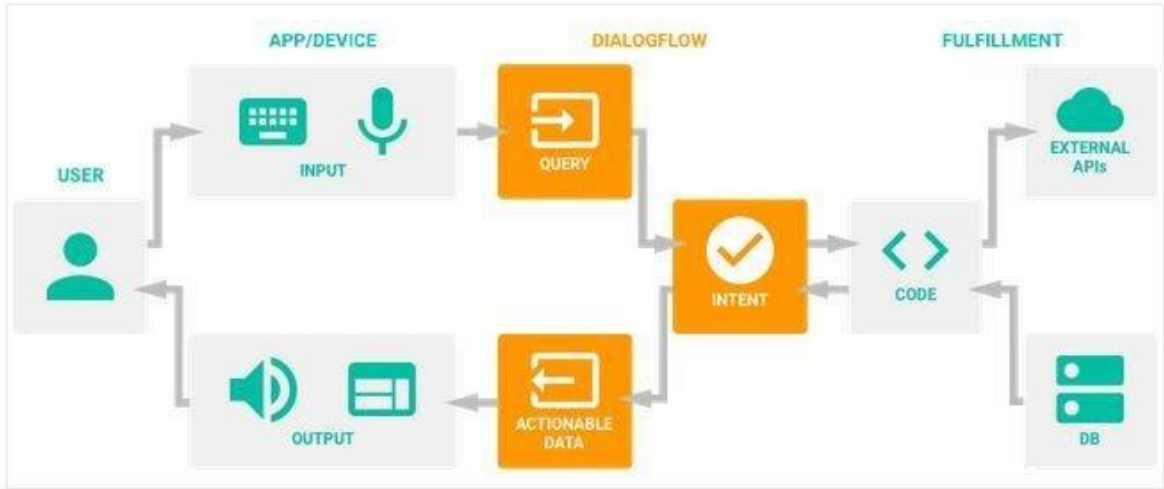 APP/DEVICE
DIALOGFLOW
FULFILLMENT
INPUT
QUERY
EXTERNAL
APIs
USER
INTENT
CODE
OUTPUT
ACTIONABLE
DATA
DB